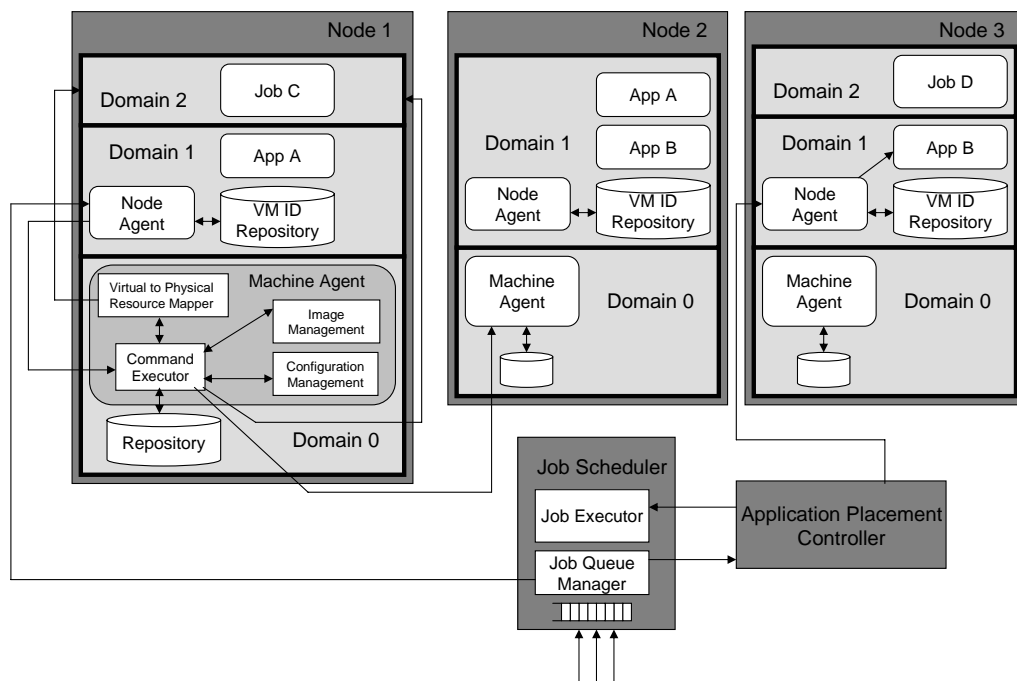 Node 1
Domain 2
Job C
Domain 1
App A
Node
Agent
VM ID
Repository
Machine Agent
Virtual to Physical
Resource Mapper
Image
Management
Command
Executor
Configuration
Management
Repository
Domain 0
Node 2
App A
Domain 1
App B
Node
Agent
VM ID
Repository
Machine
Agent
Domain 0
Node 3
Domain 2
Job D
Domain 1
App B
Node
Agent
VM ID
Repository
Machine
Agent
Domain 0
Job Scheduler
Job Executor
Job Queue
Manager
Application Placement
Controller